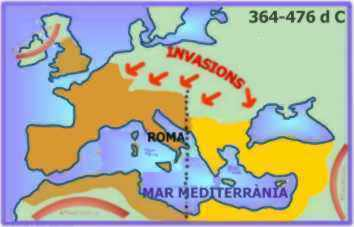 364-476 d C
INVASIONS
ROMA
MAR MEDITERRÀNIA